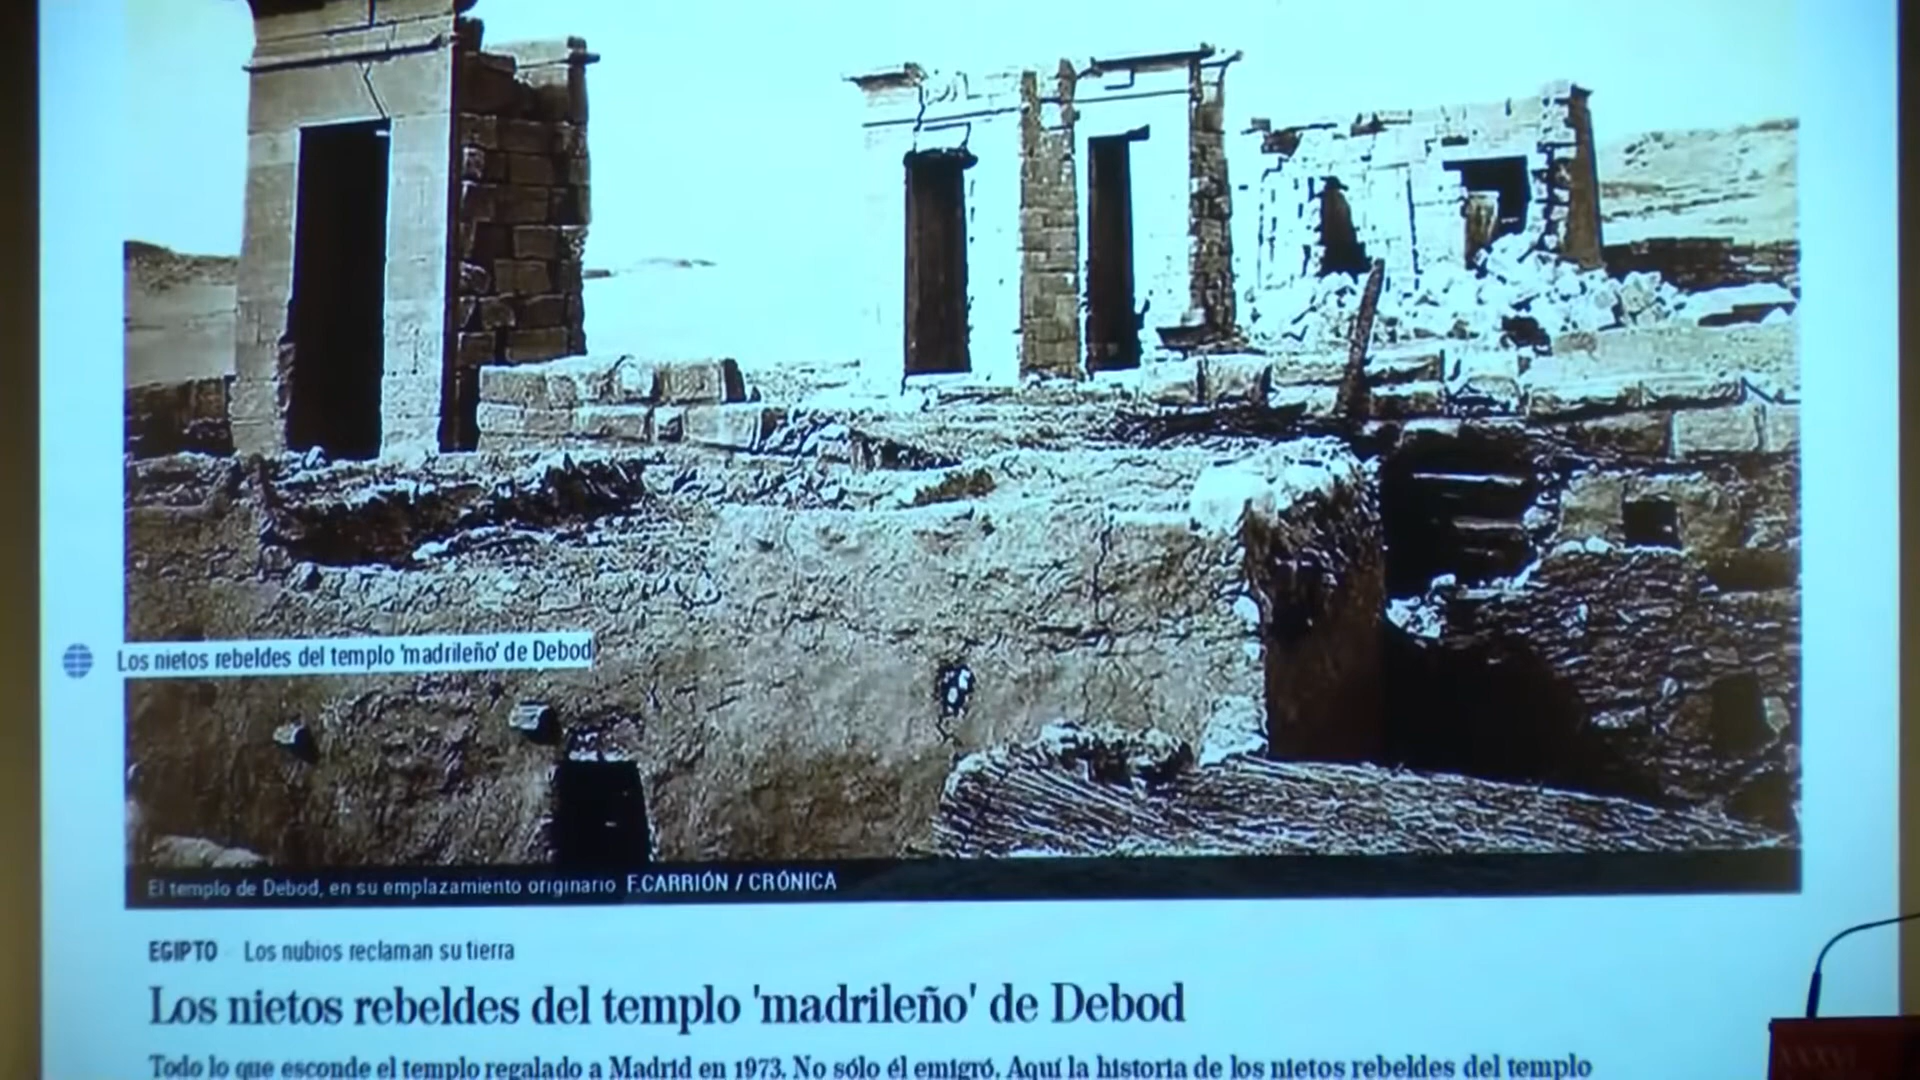 Los nietos rebeldes del templo 'madrileño' de Debod
El templo de Debod, en su emplazamiento originario F.CARRIÓN / CRÓNICA
EGIPTO Los nubios reclaman su tierra
Los nietos rebeldes del templo 'madrileño' de Debod
Todo lo que esconde el templo regalado a Madrid en 1973. No sólo él emigró. Aquí la historia de los nietos rebeldes del templo